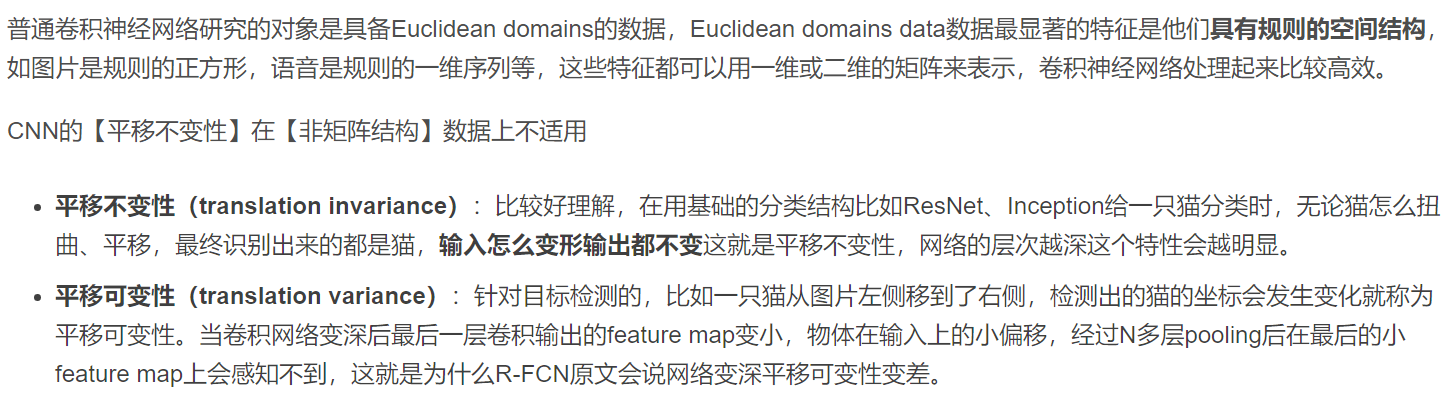 普通卷积神经网络研究的对象是具备Euclidean domains的数据，Euclidean domains data数据最显著的特征是他们具有规则的空间结构，
如图片是规则的正方形，语音是规则的一维序列等，这些特征都可以用一维或二维的矩阵来表示，卷积神经网络处理起来比较高效。
CNN的【平移不变性】在【非矩阵结构】数据上不适用
• 平移不变性（translation invariance）：比较好理解，在用基础的分类结构比如ResNet、Inception给一只猫分类时，无论猫怎么扭
曲、平移，最终识别出来的都是猫，输入怎么变形输出都不变这就是平移不变性，网络的层次越深这个特性会越明显。
• 平移可变性（translation variance）：针对目标检测的，比如一只猫从图片左侧移到了右侧，检测出的猫的坐标会发生变化就称为
平移可变性。当卷积网络变深后最后一层卷积输出的feature map变小，物体在输入上的小偏移，经过N多层pooling后在最后的小
feature map上会感知不到，这就是为什么R-FCN原文会说网络变深平移可变性变差。